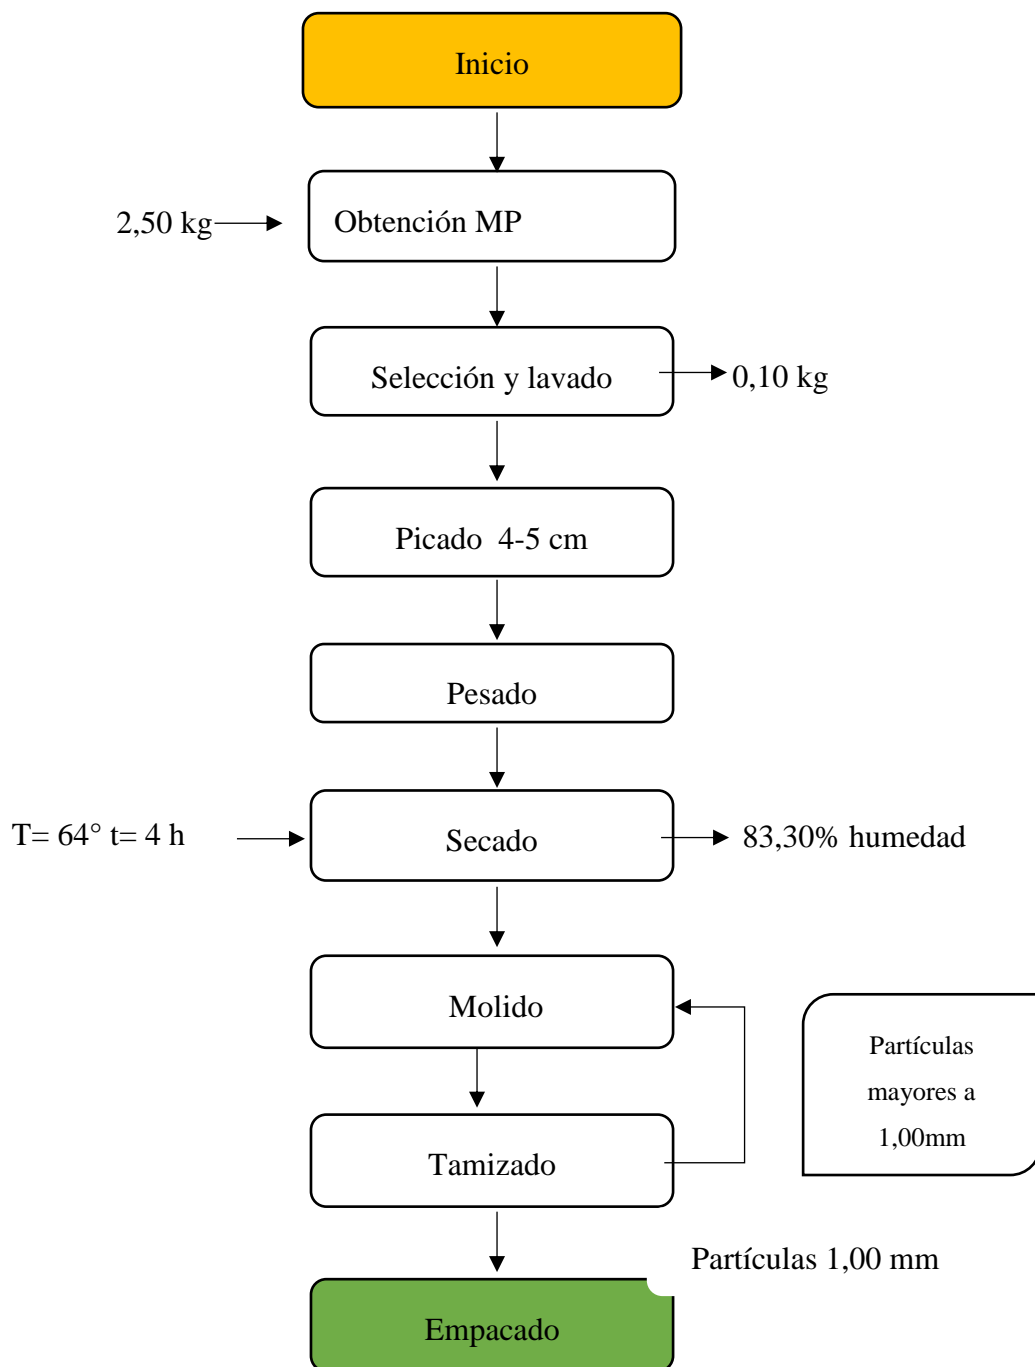 Inicio
2,50 kg
Obtención MP
Selección y lavado
0,10 kg
Picado 4-5 cm
Pesado
T= 64° t= 4 h
Secado
83,30% humedad
Molido
Partículas
mayores a
1,00mm
Tamizado
Partículas 1,00 mm
Empacado